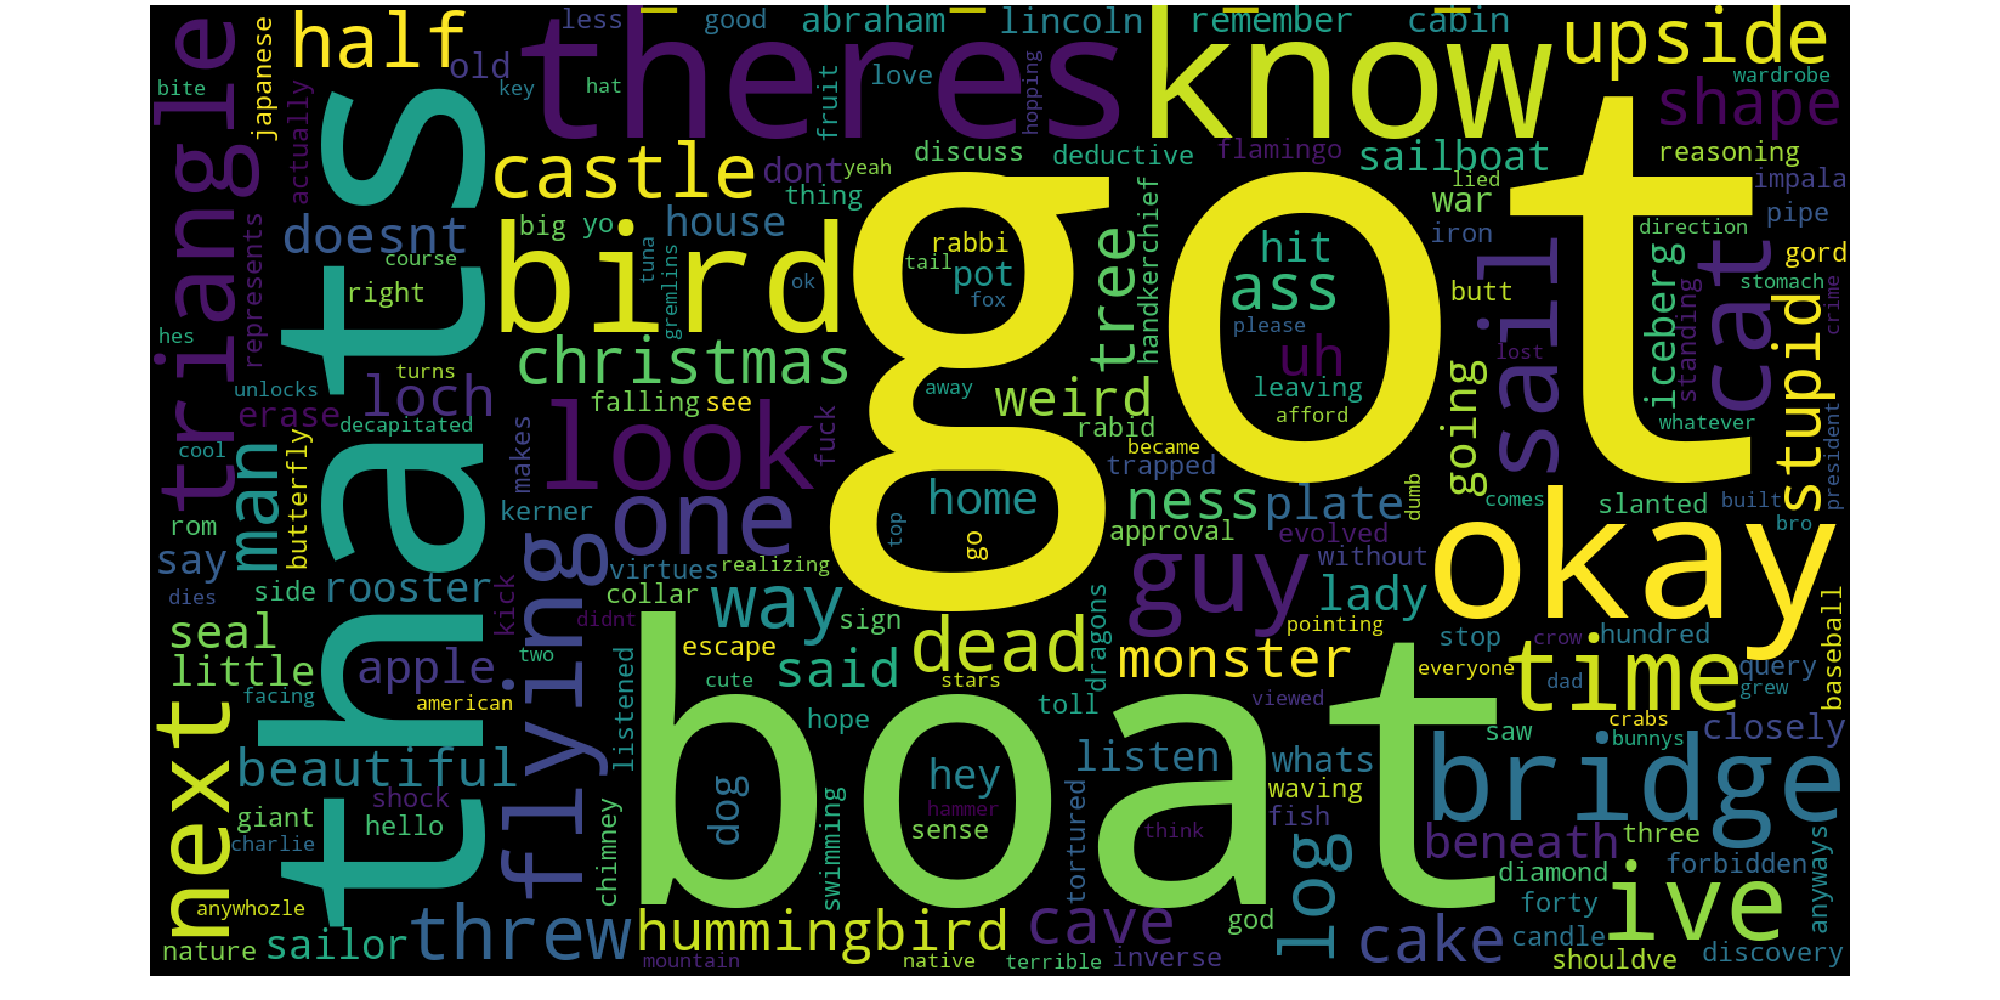 less
good
abraham
lincoln
remember
cabin
half
theres
know
upside
old
key
hat
fruit
love
hopping
wardrobe
bite
japanese
actually
triangle
thats
shape
castle
dont
yeah
thing
discuss
deductive
flamingo
sailboat
lied
reasoning
impala
doesnt
bird
big
yo
house
got
handkerchief
war
iron
pipe
direction
gord
course
right
represents
tuna
gremlins
ok
rabbi
tail
pot
fox
tree
hit
ass
please
butt
sail
iceberg
standing
cat
stomach
stupid
crime
hes
turns
christmas
away
uh
leaving
afford
lost
unlocks
erase
loch
falling
see
weird
rabid
became
trapped
going
whatever
president
decapitated
cool
man
butterfly
makes
look
fuck
one
home
top
go
ness
approval
plate
evolved
dumb
comes
slanted
built
bro
rom
kerner
okay
say
dies
side
rooster
kick
flying
virtues
realizing
collar
didnt
way
sign
guy
without
lady
pointing
stop
crow
hundred
seal
little
facing
apple
two
american
listened
escape
said
cute
dead
stars
dragons
monster
viewed
everyone
time
dad
query
grew
baseball
next
beautiful
hope
toll
boat
crabs
bunnys
closely
saw
giant
charlie
shock
hello
chimney
dog
swimming
hey
hammer
sense
tortured
listen
think
whats
waving
fish
bridge
beneath
three
forbidden
diamond
forty
anyways
anywhozle
nature
sailor
threw
hummingbird
mountain
native
cave
terrible
inverse
god
log
cake
candle
shouldve
ive
discovery